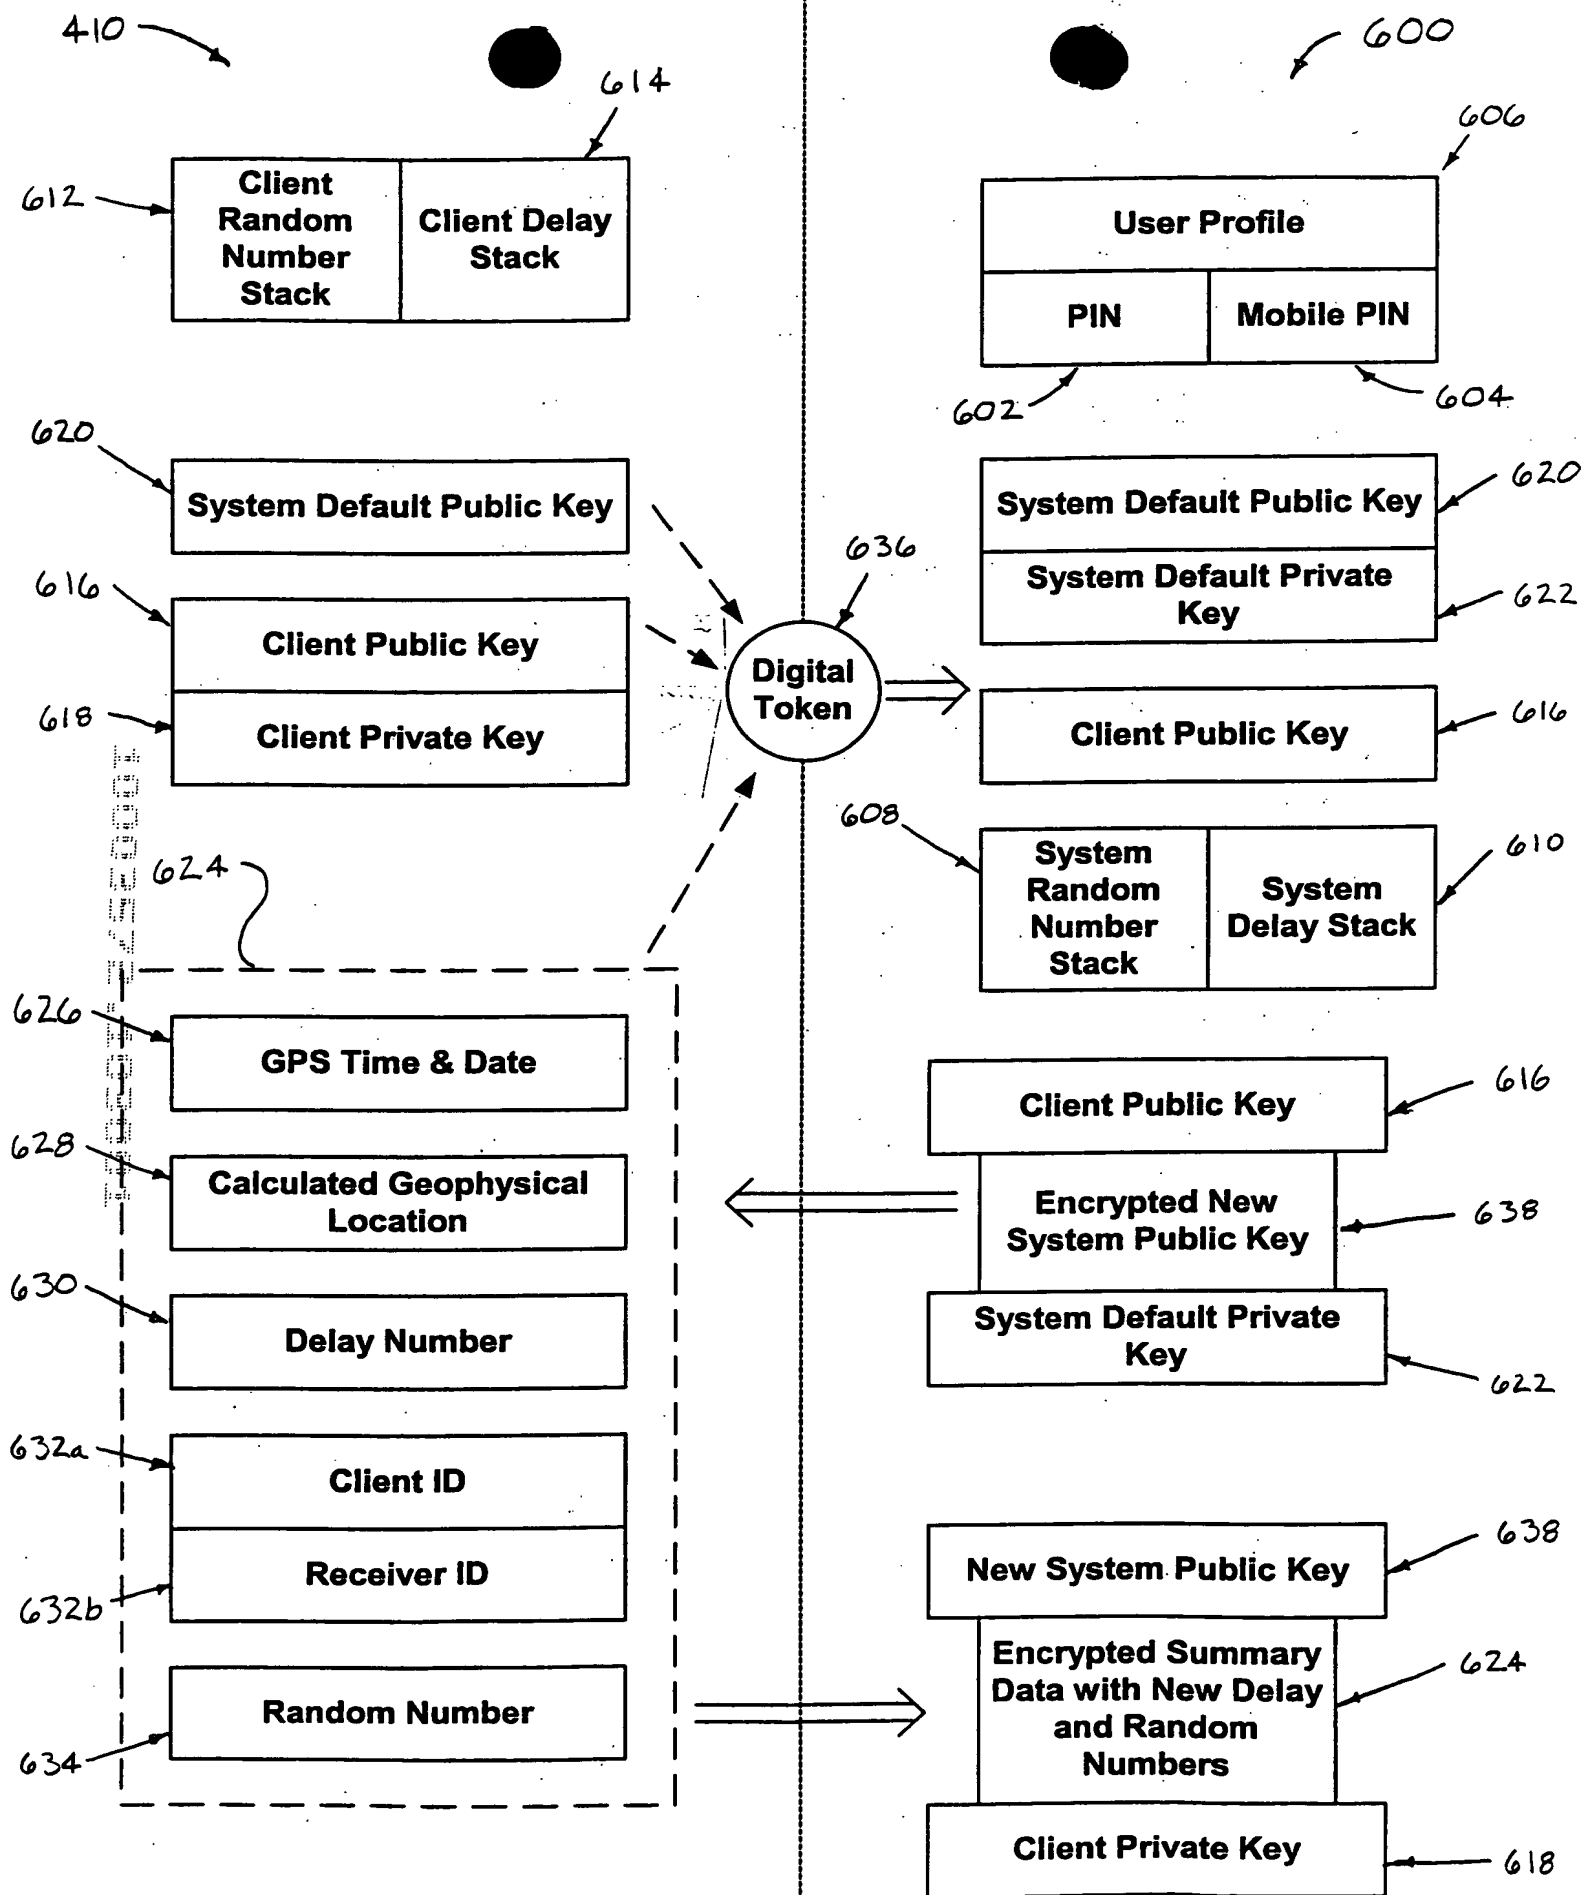 410
614
612
Client
Random
Number
Stack
Client Delay
Stack
620
System Default Public Key
616
Client Public Key
618
Client Private Key
624
626
GPS Time & Date
628
Calculated Geophysical
Location
630
Delay Number
632a
Client ID
Receiver ID
632b
Random Number
634
636
Digital
Token
600
606
User Profile
PIN
Mobile PIN
602
604
System Default Public Key
620
System Default Private
Key
622
Client Public Key
616
608
System
Random
Number
Stack
System
Delay Stack
610
Client Public Key
616
Encrypted New
System Public Key
638
System Default Private
Key
622
New System Public Key
638
Encrypted Summary
Data with New Delay
and Random
Numbers
624
Client Private Key
618